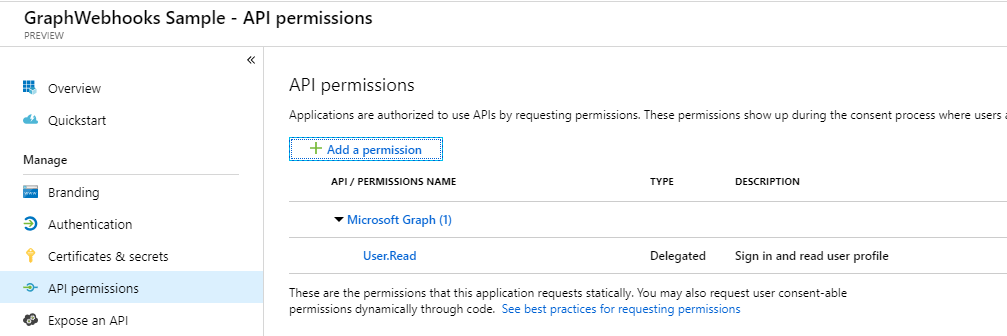 GraphWebhooks Sample - API permissions
PREVIEW
«
Overview
Quickstart
Manage
Branding
Authentication
Certificates & secrets
API permissions
Expose an API
API permissions
Applications are authorized to use APIs by requesting permissions. These permissions show up during the consent process where users
+ Add a permission
API / PERMISSIONS NAME TYPE DESCRIPTION
Microsoft Graph (1)
User.Read Delegated Sign in and read user profile
These are the permissions that this application requests statically. You may also request user consent-able
permissions dynamically through code. See best practices for requesting permissions